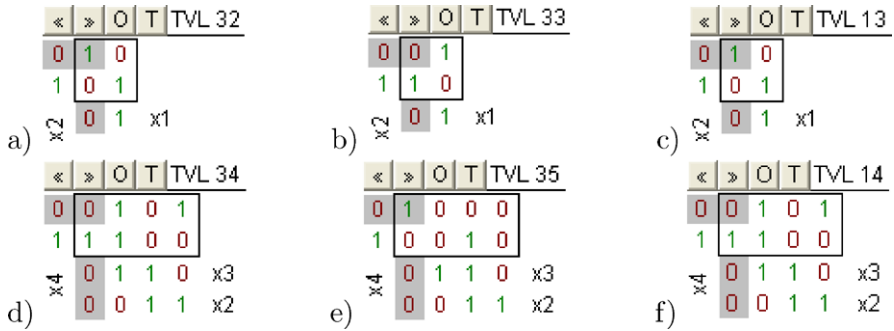 « » O T TVL 32
0 1 0
1 0 1
x2 0 1 x1
a)
« » O T TVL 33
0 0 1
1 1 0
x2 0 1 x1
b)
« » O T TVL 13
0 1 0
1 0 1
x2 0 1 x1
c)
« » O T TVL 34
0 0 1 0 1
1 1 1 0 0
x4 0 1 1 0 x3
0 0 1 1 x2
d)
« » O T TVL 35
0 1 0 0 0
1 0 0 1 0
x4 0 1 1 0 x3
0 0 1 1 x2
e)
« » O T TVL 14
0 0 1 0 1
1 1 1 0 0
x4 0 1 1 0 x3
0 0 1 1 x2
f)